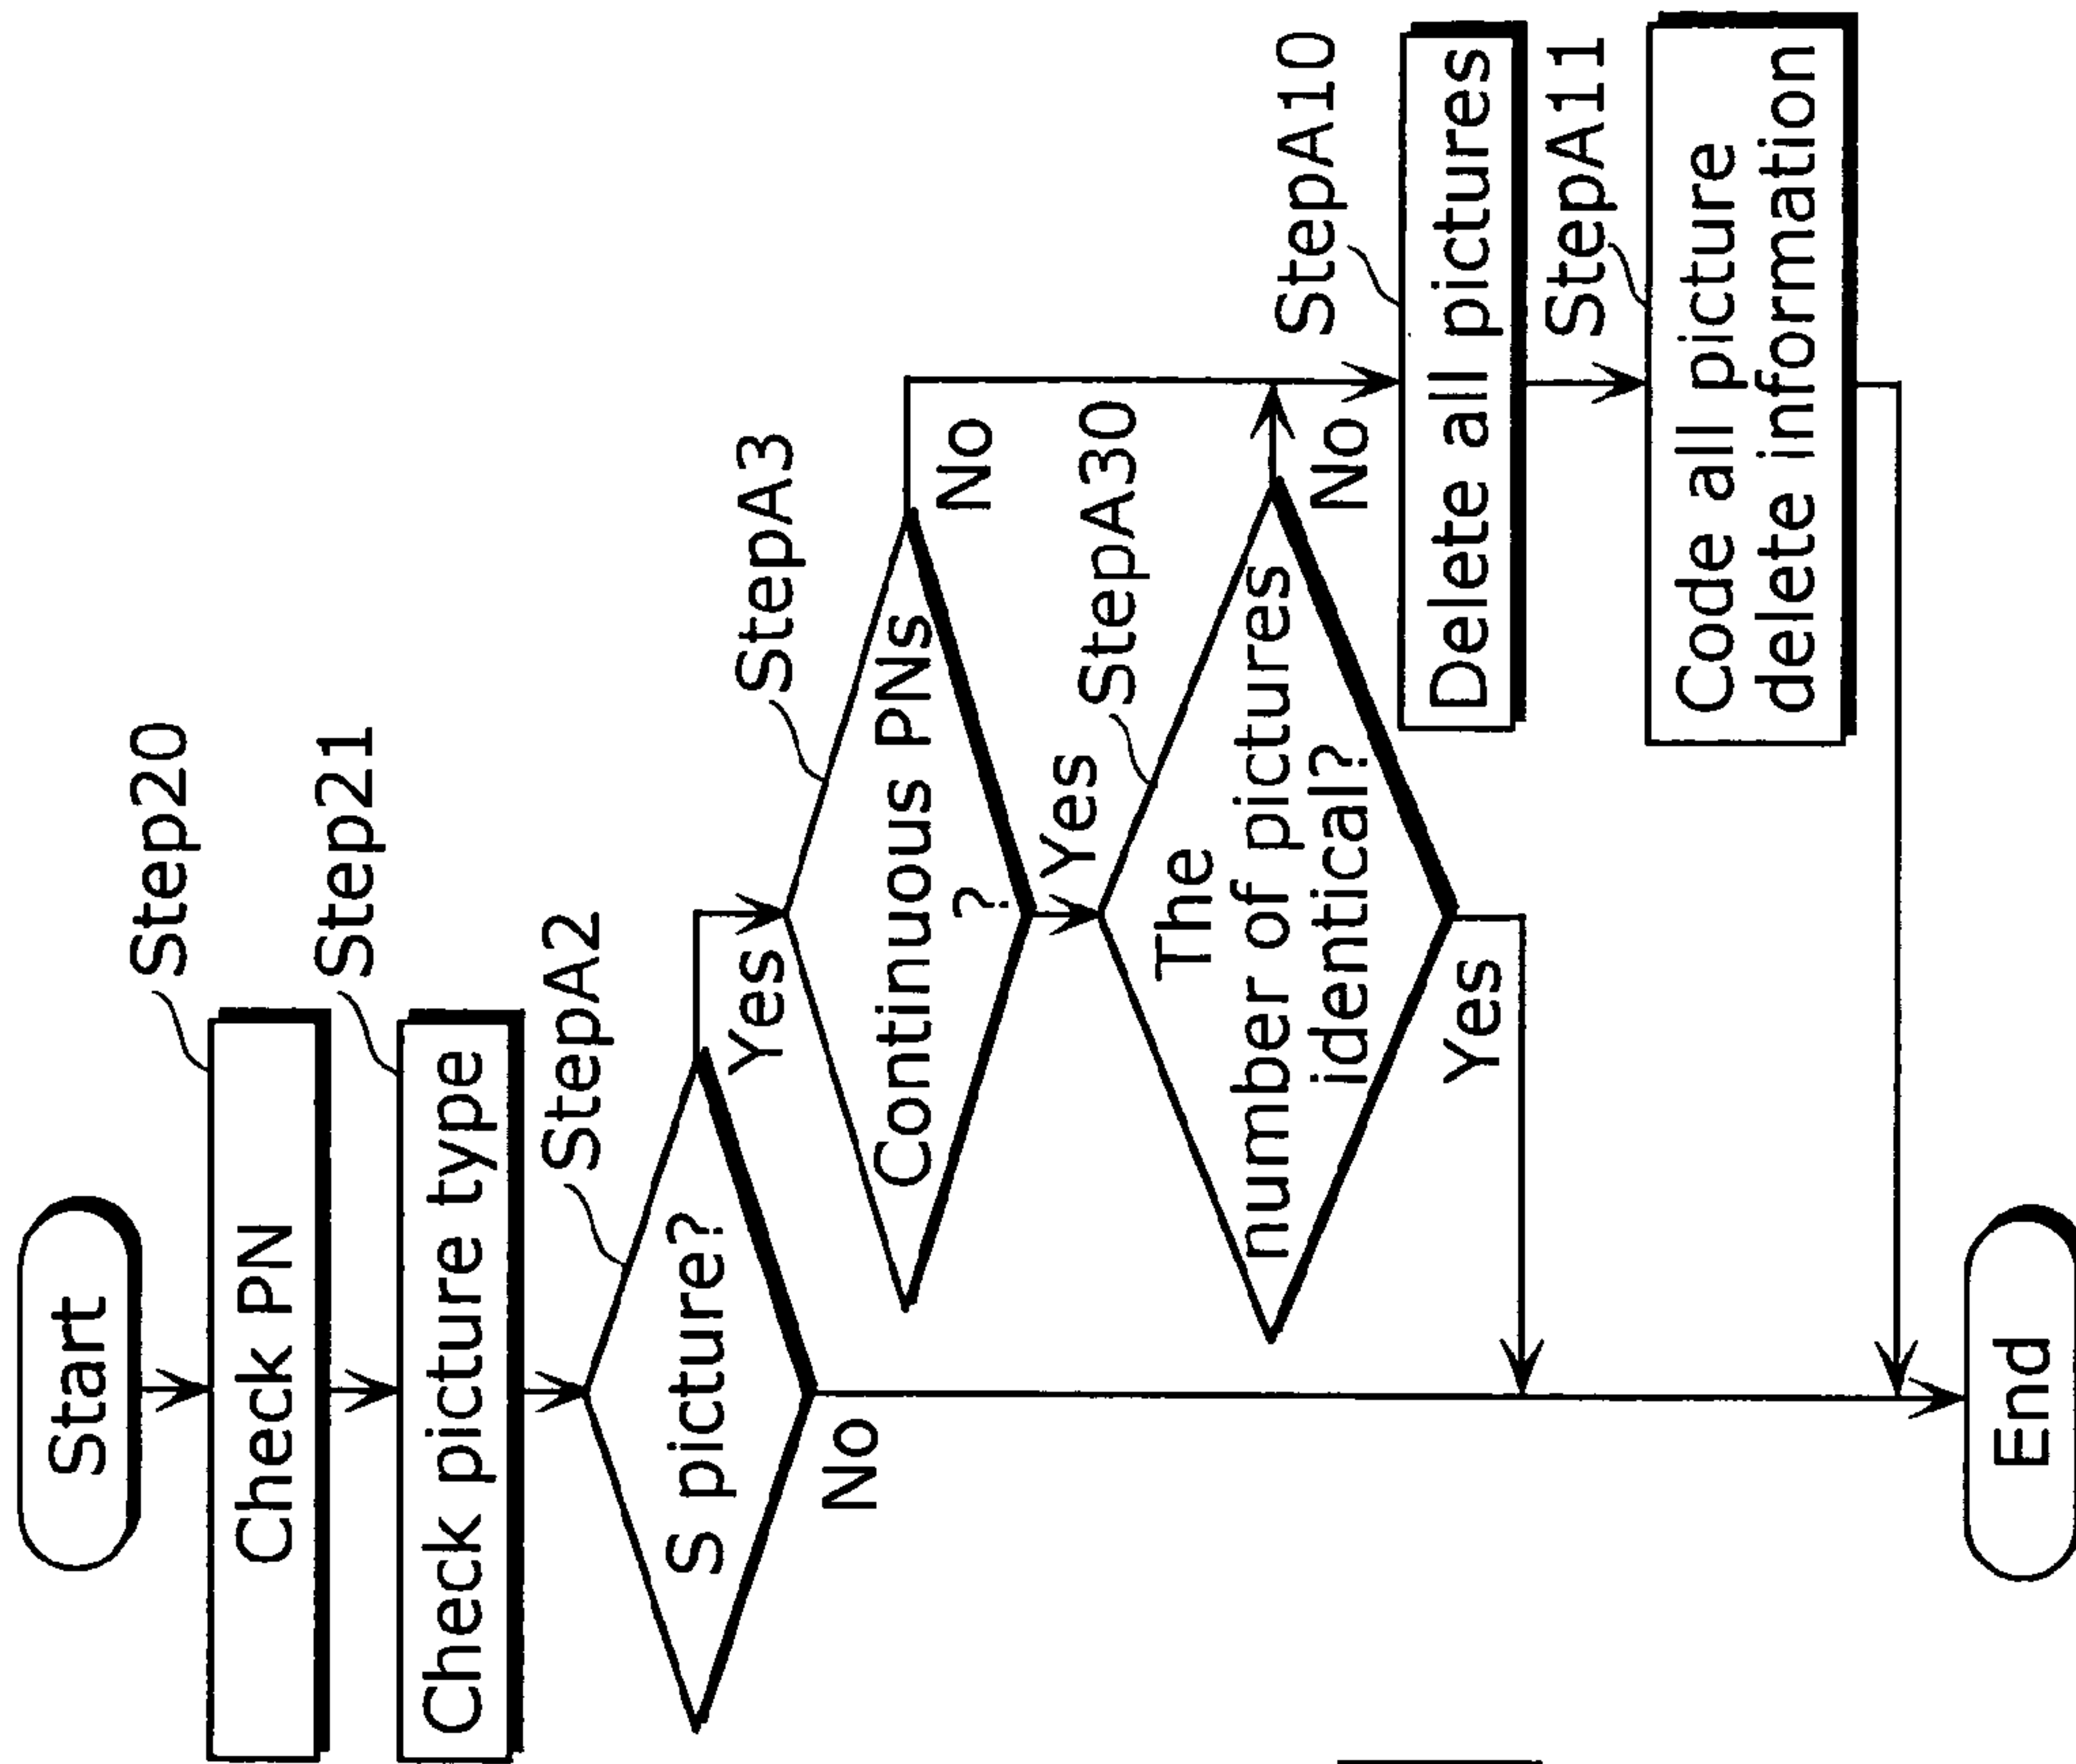 Start
Step20
Check PN
Step21
Check picture type
StepA2
S picture?
Yes
No
StepA3
Continuous PNs
?
No
Yes
StepA30
The
number of pictures
identical?
No
Yes
StepA10
Delete all pictures
StepA11
Code all picture
delete information
End